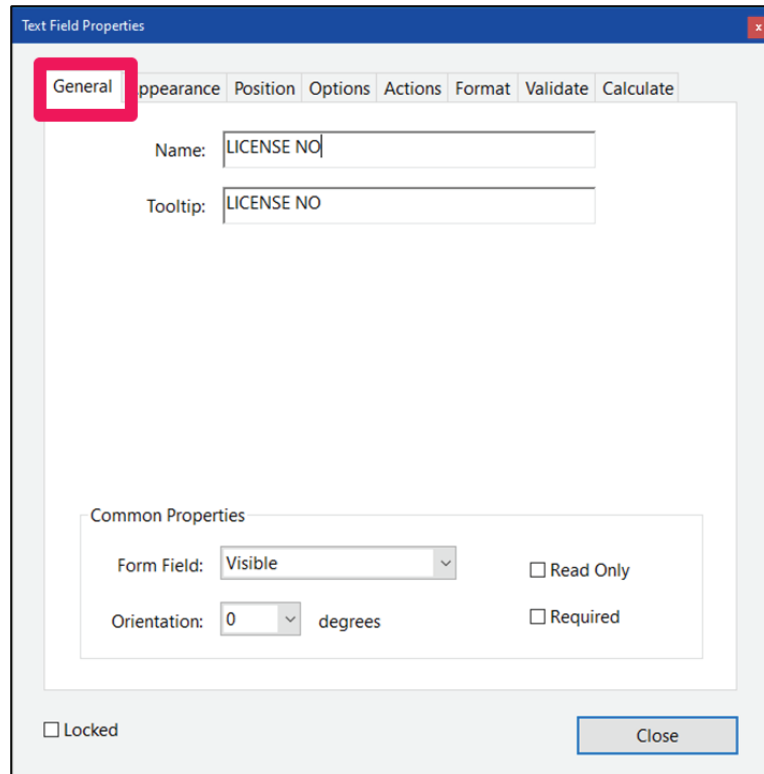 Text Field Properties
x
General Appearance Position Options Actions Format Validate Calculate
Name: LICENSE NO
Tooltip: LICENSE NO
Common Properties
Form Field: Visible
Read Only
Orientation: 0 degrees
Required
Locked
Close